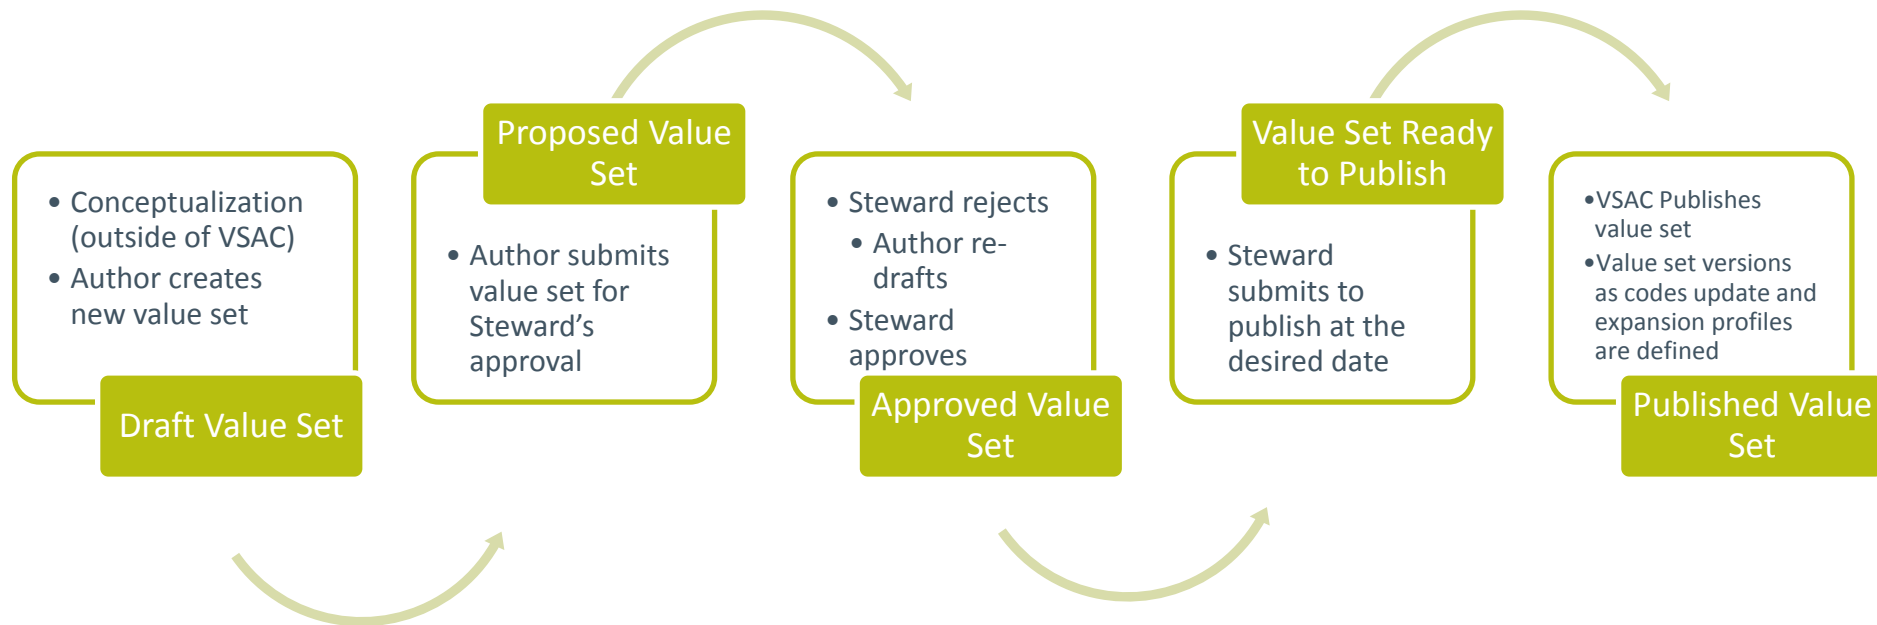 • Conceptualization
(outside of VSAC)
• Author creates
new value set
Draft Value Set
Proposed Value
Set
• Author submits
value set for
Steward’s
approval
• Steward rejects
• Author re-
drafts
• Steward
approves
Approved Value
Set
Value Set Ready
to Publish
• Steward
submits to
publish at the
desired date
•VSAC Publishes
value set
•Value set versions
as codes update and
expansion profiles
are defined
Published Value
Set